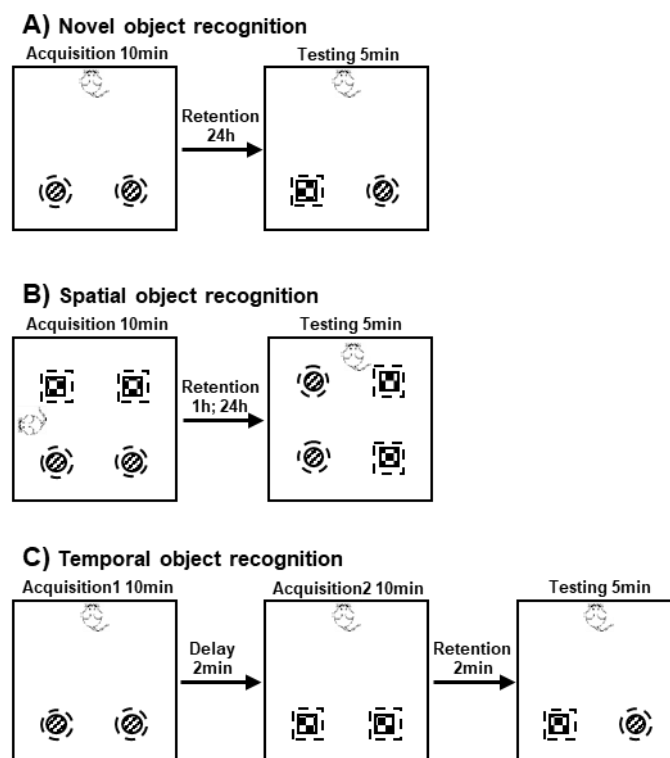 A) Novel object recognition
Acquisition 10min
Testing 5min
Retention
24h
B) Spatial object recognition
Acquisition 10min
Testing 5min
Retention
1h; 24h
C) Temporal object recognition
Acquisition1 10min
Acquisition2 10min
Testing 5min
Delay
2min
Retention
2min